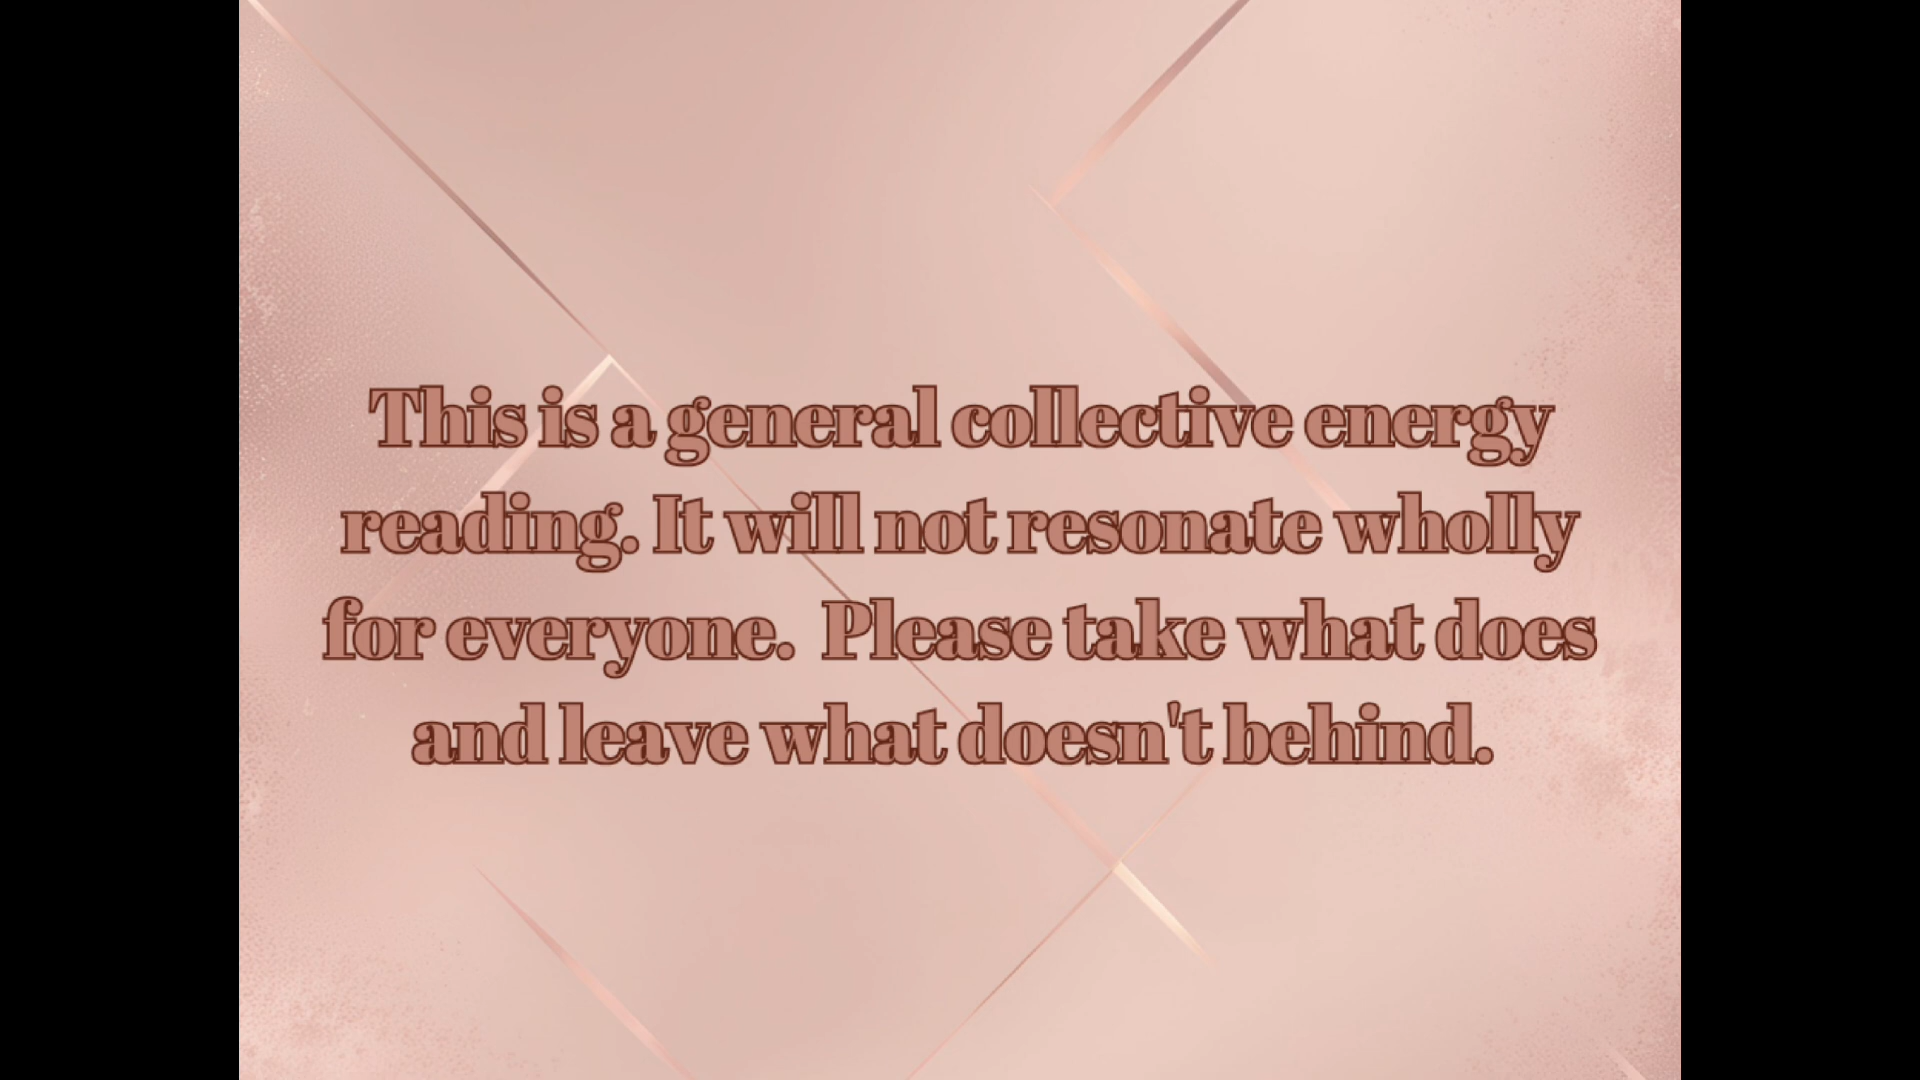 This is a general collective energy
reading. It will not resonate wholly
for everyone.  Please take what does
and leave what doesn't behind.